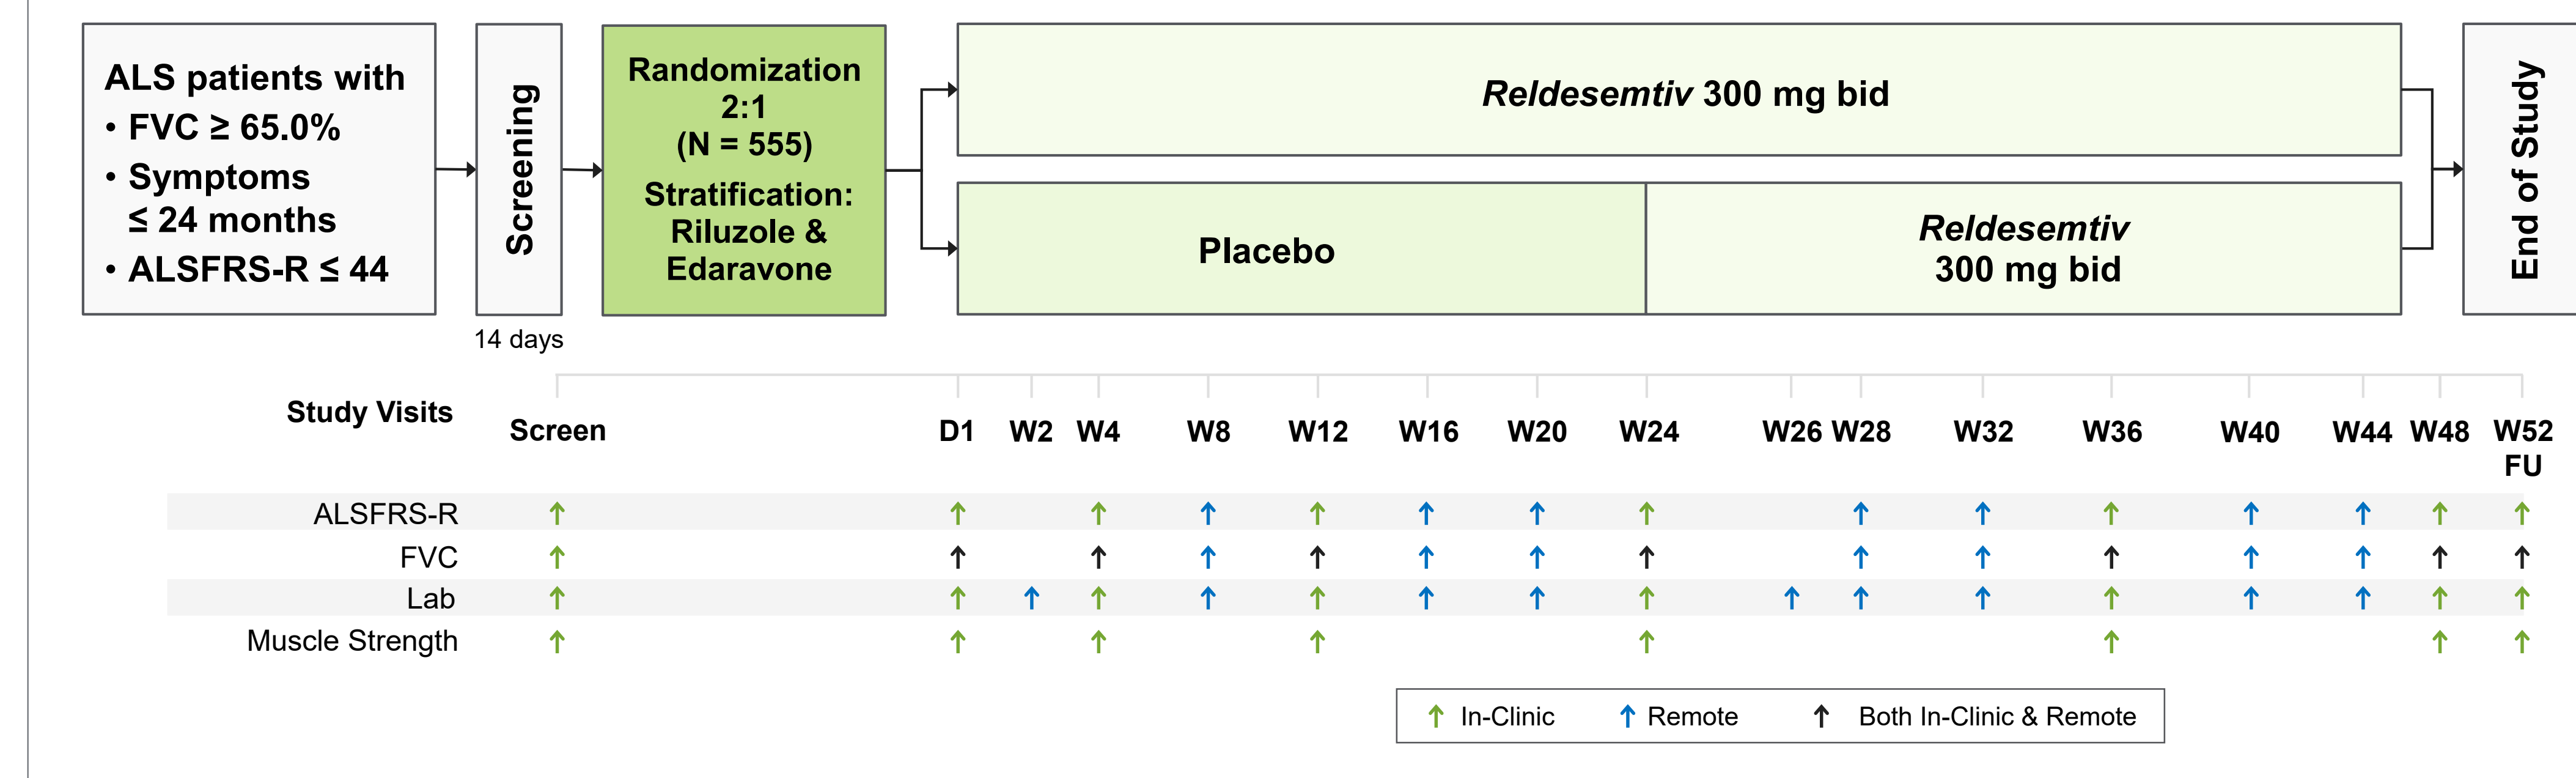 ALS patients with
• FVC ≥ 65.0%
• Symptoms
≤ 24 months
• ALSFRS-R ≤ 44
Screening
14 days
Randomization
2:1
(N = 555)
Stratification:
Riluzole &
Edaravone
Reldesemtiv 300 mg bid
Placebo
Reldesemtiv
300 mg bid
End of Study
Study Visits
Screen D1 W2 W4 W8 W12 W16 W20 W24 W26 W28 W32 W36 W40 W44 W48 W52
FU
ALSFRS-R
FVC
Lab
Muscle Strength
In-Clinic Remote Both In-Clinic & Remote